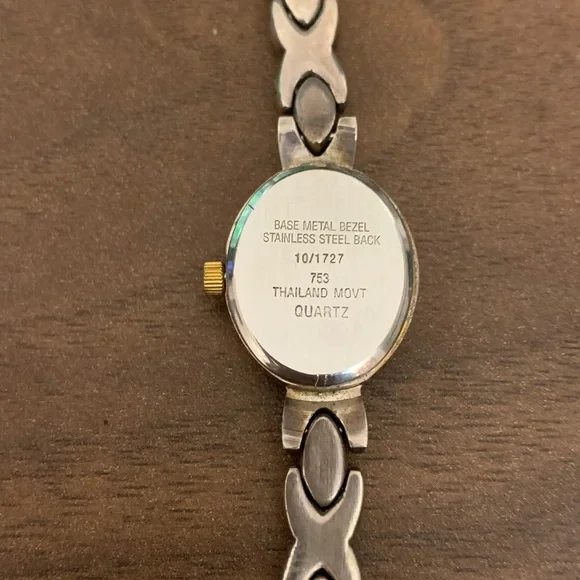 BASE METAL BEZEL
STAINLESS STEEL BACK
10/1727
753
THAILAND MOVT
QUARTZ